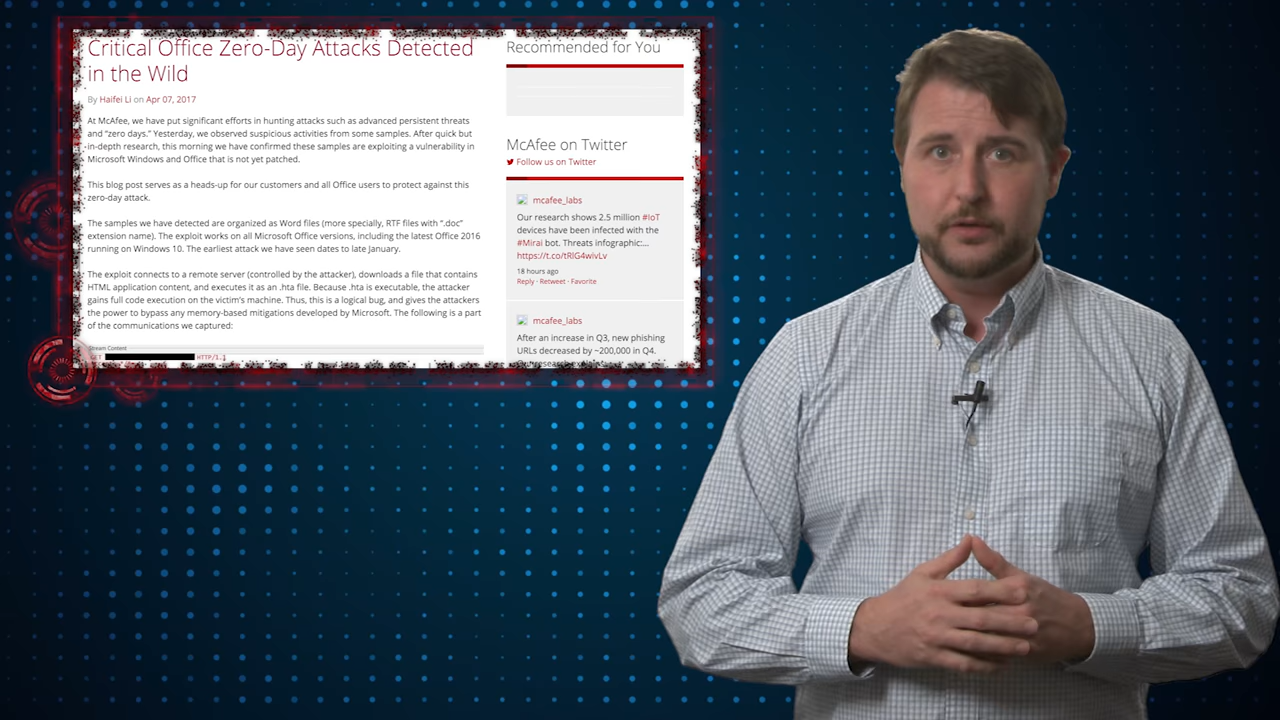 Critical Office Zero-Day Attacks Detected
in the Wild
By Haifei Li on Apr 07, 2017
At McAfee, we have put significant efforts in hunting attacks such as advanced persistent threats
and “zero days.” Yesterday, we observed suspicious activities from some samples. After quick but
in-depth research, this morning we have confirmed these samples are exploiting a vulnerability in
Microsoft Windows and Office that is not yet patched.
This blog post serves as a heads-up for our customers and all Office users to protect against this
zero-day attack.
The samples we have detected are organized as Word files (more specially, RTF files with “.doc”
extension name). The exploit works on all Microsoft Office versions, including the latest Office 2016
running on Windows 10. The earliest attack we have seen dates to late January.
The exploit connects to a remote server (controlled by the attacker), downloads a file that contains
HTML application content, and executes it as an .hta file. Because .hta is executable, the attacker
gains full code execution on the victim’s machine. Thus, this is a logical bug, and gives the attackers
the power to bypass any memory-based mitigations developed by Microsoft. The following is a part
of the communications we captured:
Stream Content
GET HTTP/1.1
Recommended for You
McAfee on Twitter
Follow us on Twitter
mcafee_labs
Our research shows 2.5 million #IoT
devices have been infected with the
#Mirai bot. Threats infographic:...
https://t.co/tRlG4wivLv
18 hours ago
Reply · Retweet · Favorite
mcafee_labs
After an increase in Q3, new phishing
URLs decreased by ~200,000 in Q4.